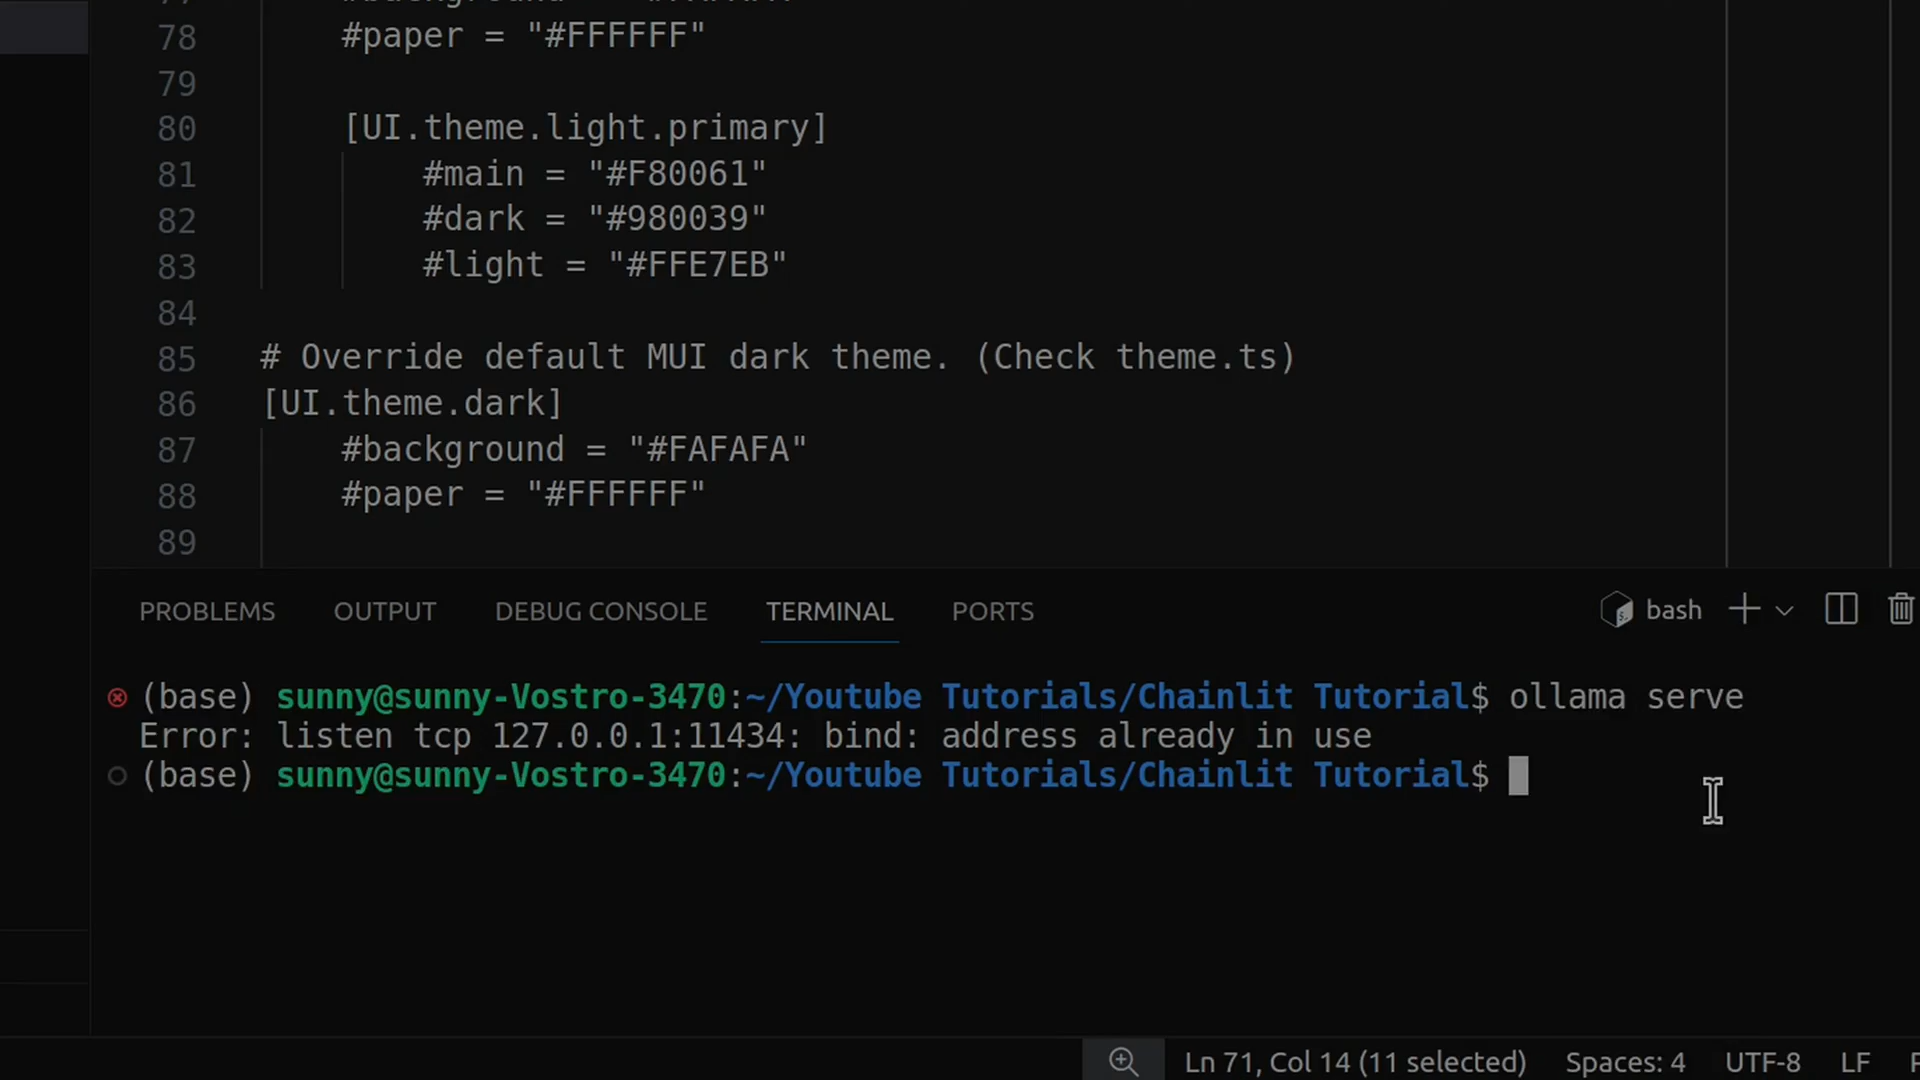 78 #paper = "#FFFFFF"
79
80 [UI.theme.light.primary]
81 #main = "#F80061"
82 #dark = "#980039"
83 #light = "#FFE7EB"
84
85 # Override default MUI dark theme. (Check theme.ts)
86 [UI.theme.dark]
87 #background = "#FAFAFA"
88 #paper = "#FFFFFF"
89
PROBLEMS OUTPUT DEBUG CONSOLE TERMINAL PORTS bash
(base) sunny@sunny-Vostro-3470:~/Youtube Tutorials/Chainlit Tutorial$ ollama serve
Error: listen tcp 127.0.0.1:11434: bind: address already in use
(base) sunny@sunny-Vostro-3470:~/Youtube Tutorials/Chainlit Tutorial$
Ln 71, Col 14 (11 selected) Spaces: 4 UTF-8 LF